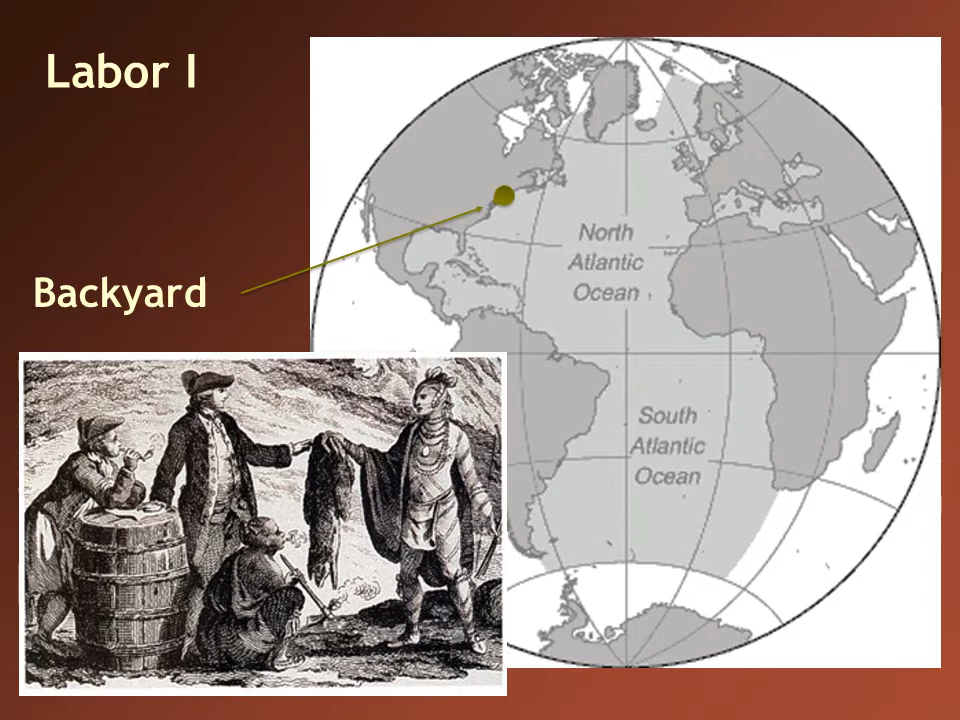 Labor I
Backyard
North
Atlantic
Ocean
South
Atlantic
Ocean